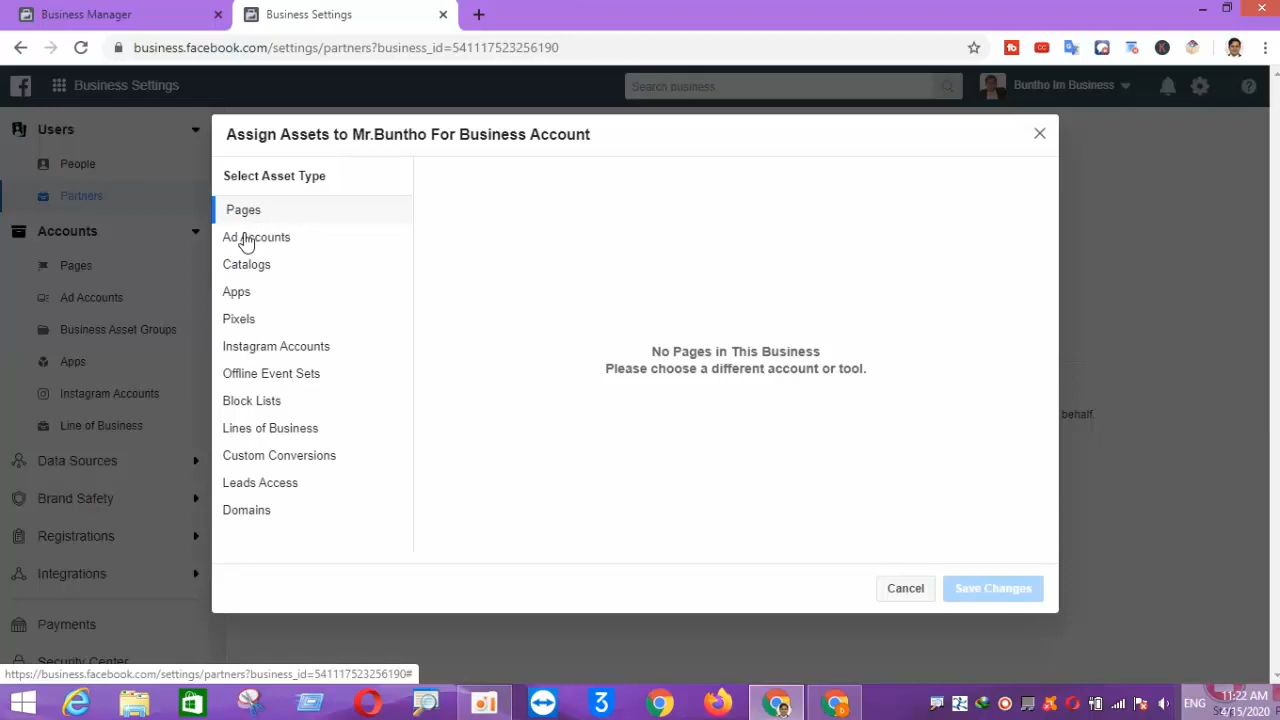 Business Manager
Business Settings
business.facebook.com/settings/partners?business_id=541117523256190
Business Settings
Search business
Buntho Im Business
Users
People
Partners
Accounts
Pages
Ad Accounts
Business Asset Groups
Apps
Instagram Accounts
Line of Business
Data Sources
Brand Safety
Registrations
Integrations
Payments
Security Center
Assign Assets to Mr.Buntho For Business Account
Select Asset Type
Pages
Ad Accounts
Catalogs
Apps
Pixels
Instagram Accounts
Offline Event Sets
Block Lists
Lines of Business
Custom Conversions
Leads Access
Domains
No Pages in This Business
Please choose a different account or tool.
behalf.
Cancel
Save Changes
https://business.facebook.com/settings/partners?business_id=541117523256190#
ENG
11:22 AM
4/15/2020